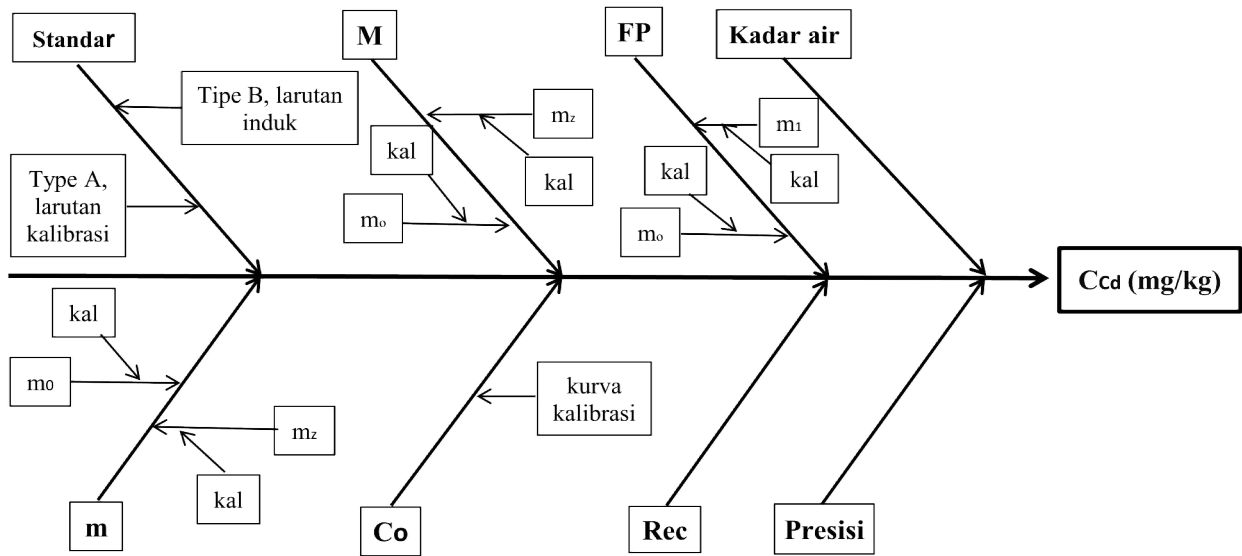 Standar
M
FP
Kadar air
Tipe B, larutan
induk
mz
m1
kal
kal
kal
kal
Type A,
larutan
kalibrasi
mo
mo
CCd (mg/kg)
kal
m0
kurva
kalibrasi
mz
kal
m
Co
Rec
Presisi